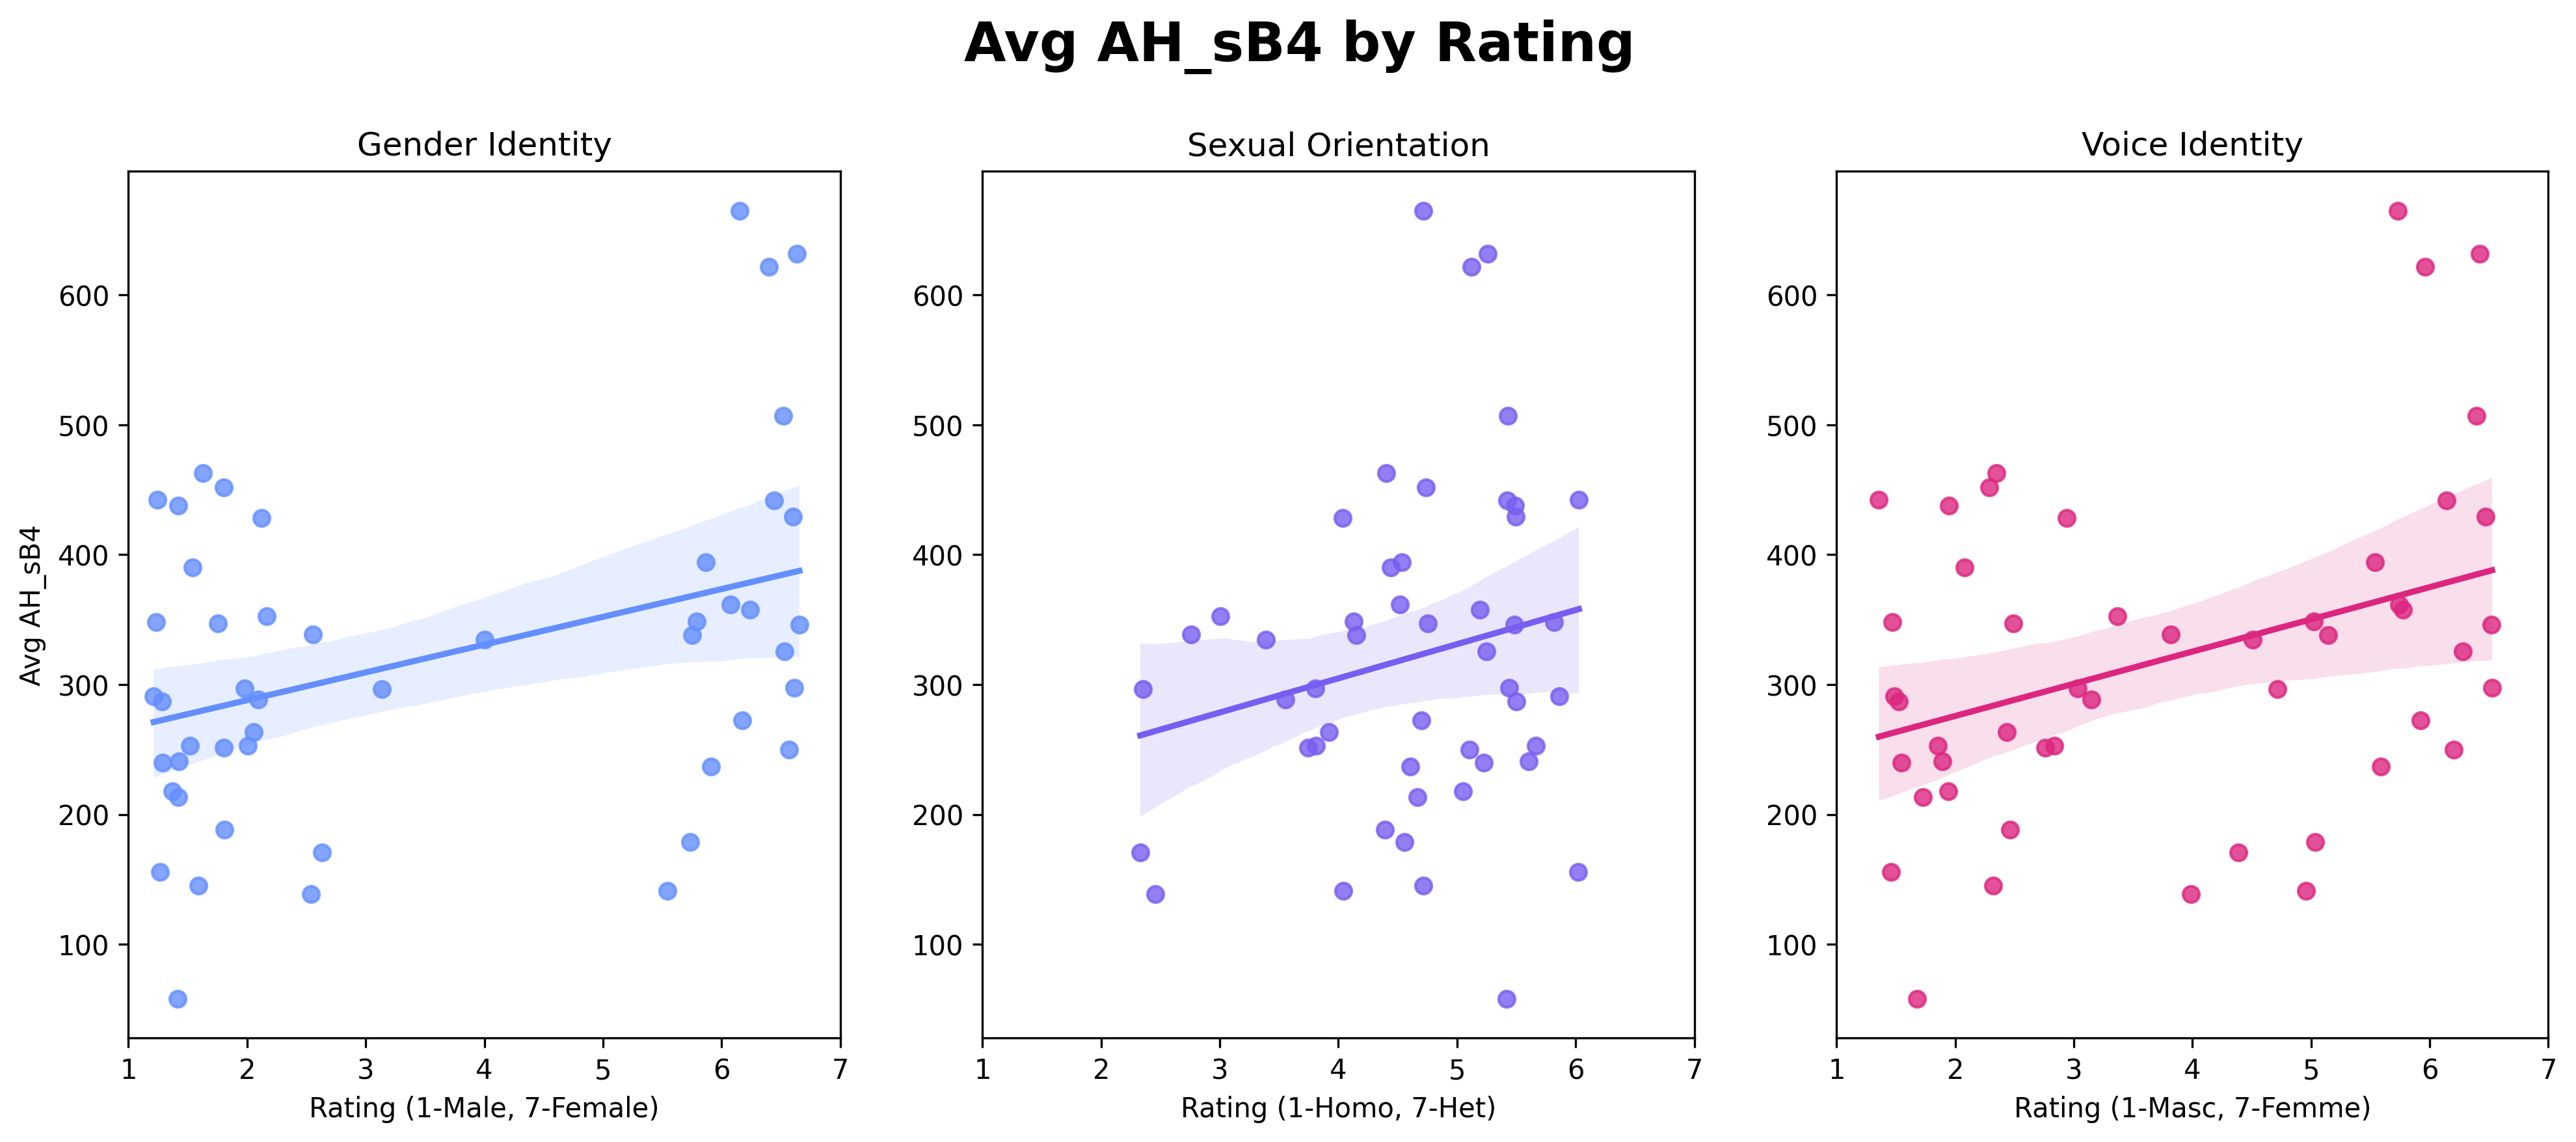 Avg AH_sB4 by Rating
Gender Identity
Sexual Orientation
Voice Identity
Avg AH_sB4
600
500
400
300
200
100
1 2 3 4 5 6 7
Rating (1-Male, 7-Female)
600
500
400
300
200
100
1 2 3 4 5 6 7
Rating (1-Homo, 7-Het)
600
500
400
300
200
100
1 2 3 4 5 6 7
Rating (1-Masc, 7-Femme)